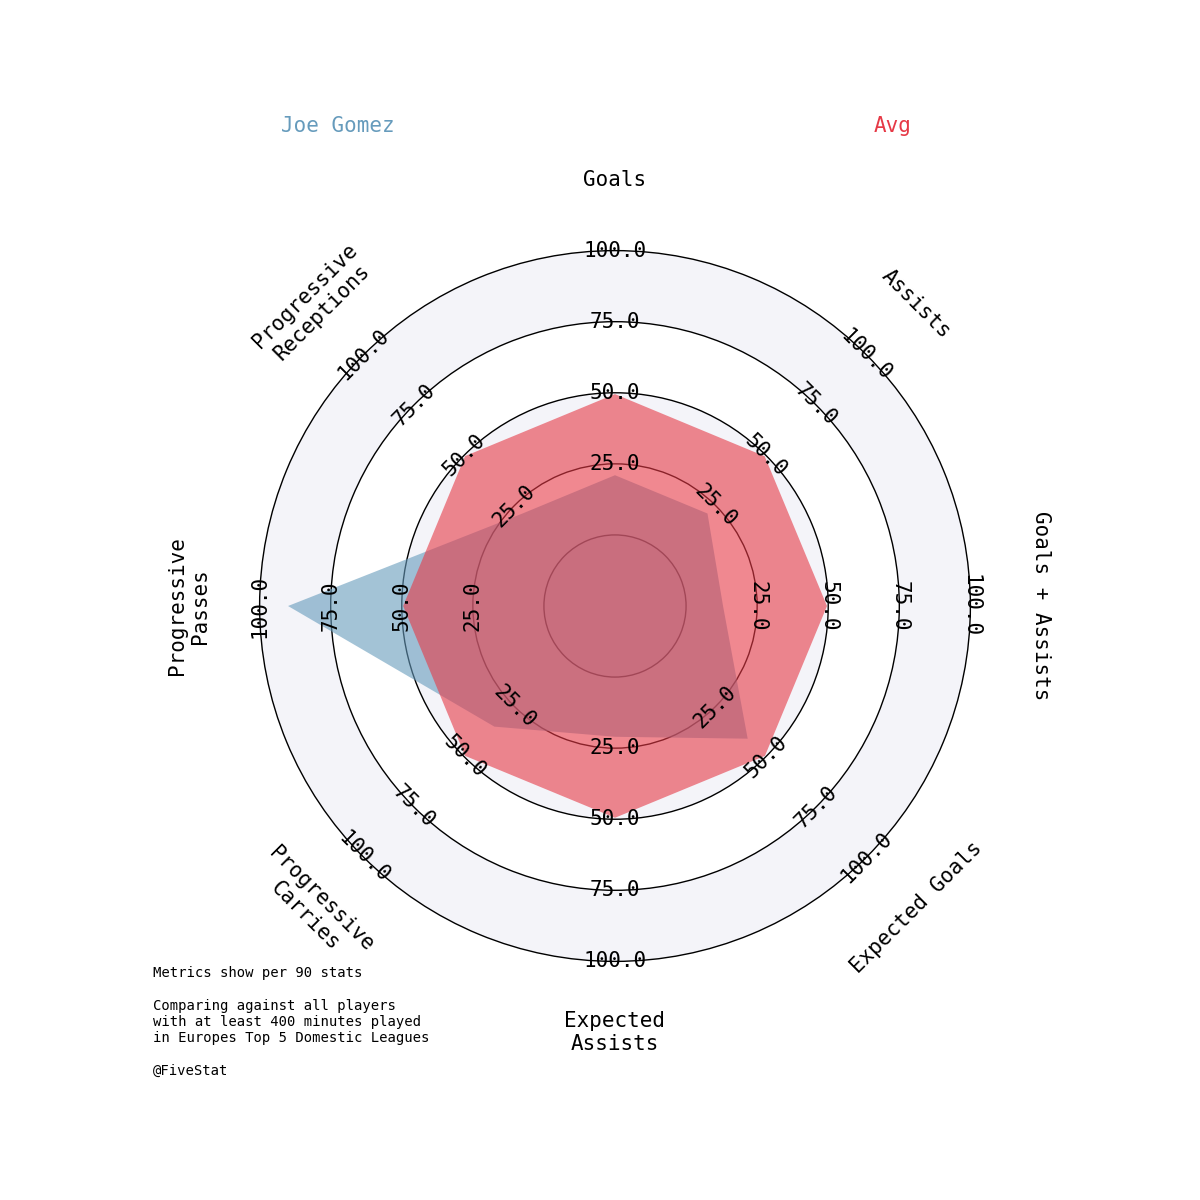 Joe Gomez
Avg
Goals
Progressive
Receptions
Assists
100.0
75.0
50.0
25.0
100.0
75.0
50.0
25.0
100.0
75.0
50.0
25.0
Progressive
Passes
100.0
75.0
50.0
25.0
25.0
50.0
75.0
100.0
Goals + Assists
25.0
50.0
75.0
100.0
25.0
50.0
75.0
100.0
25.0
50.0
75.0
100.0
Progressive
Carries
Expected Goals
Expected
Assists
Metrics show per 90 stats
Comparing against all players
with at least 400 minutes played
in Europes Top 5 Domestic Leagues
@FiveStat